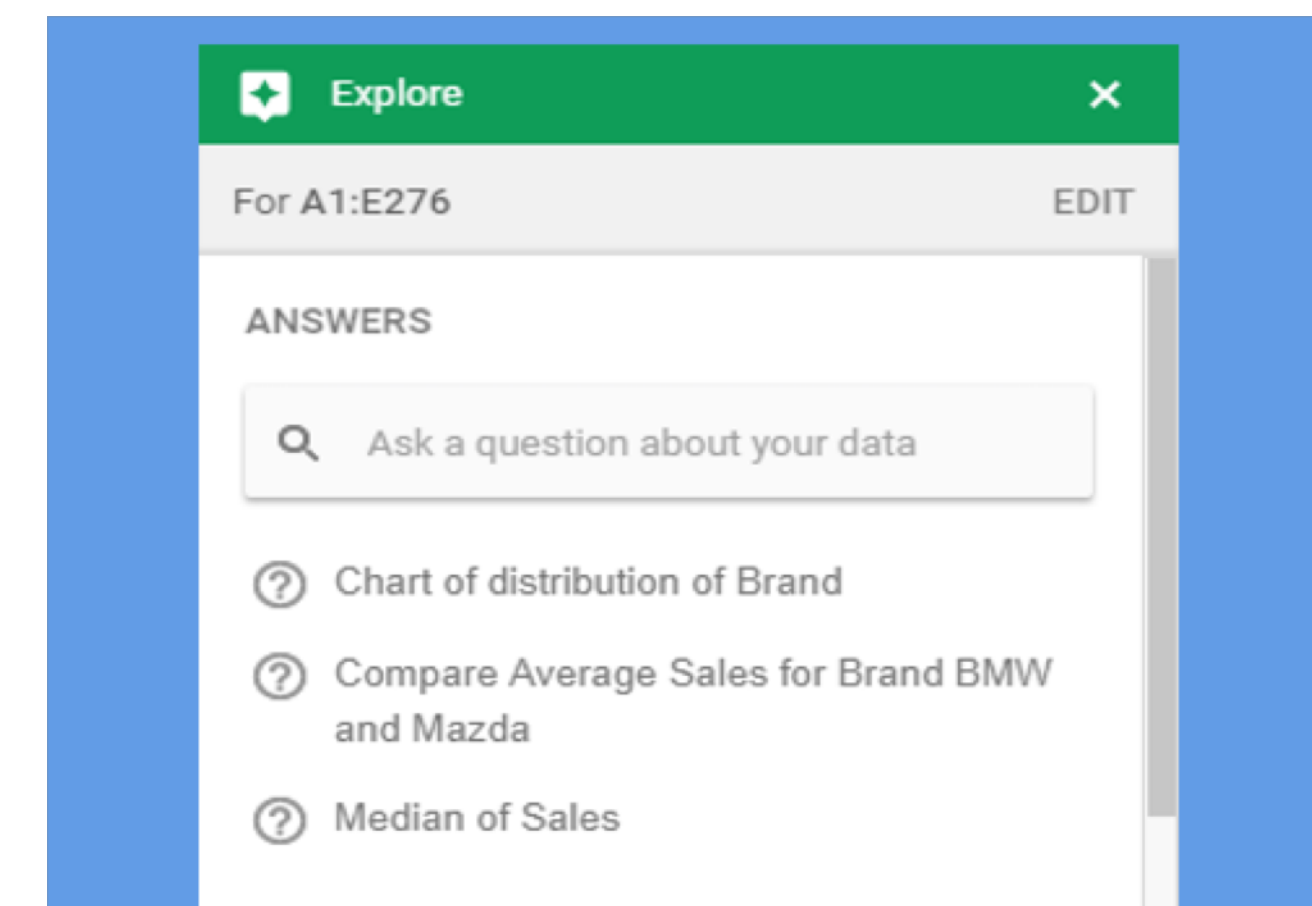 Explore
For A1:E276 EDIT
ANSWERS
Ask a question about your data
Chart of distribution of Brand
Compare Average Sales for Brand BMW
and Mazda
Median of Sales